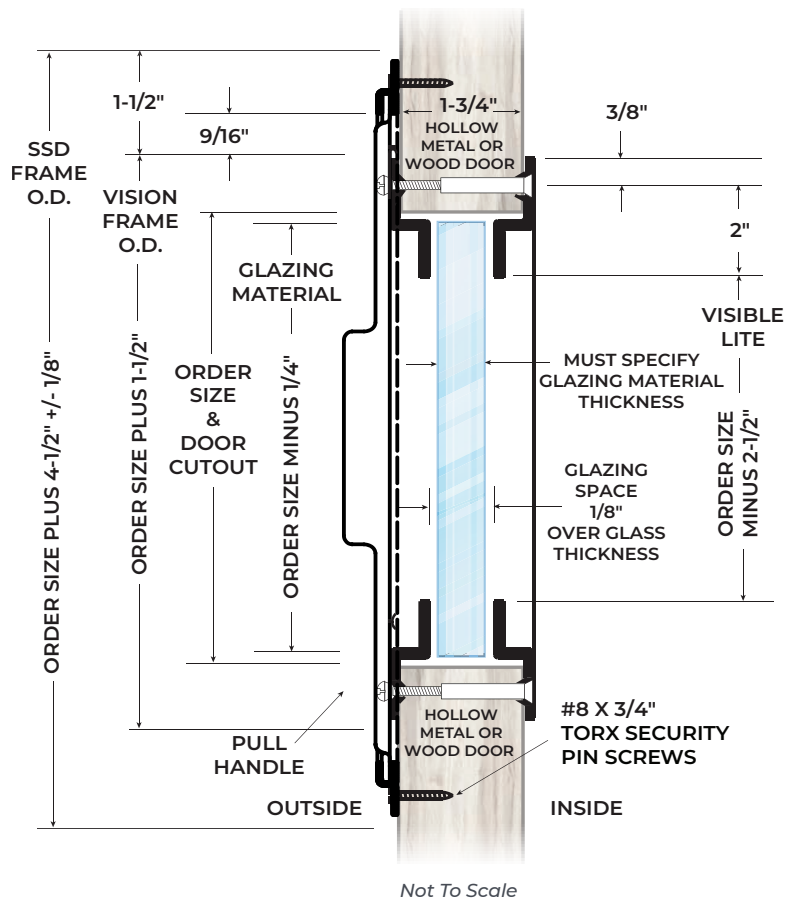 1-1/2"
9/16"
SSD
FRAME
O.D.
VISION
FRAME
O.D.
1-3/4"
HOLLOW
METAL OR
WOOD DOOR
3/8"
2"
GLAZING
MATERIAL
VISIBLE
LITE
ORDER SIZE PLUS 4-1/2" +/- 1/8"
ORDER SIZE PLUS 1-1/2"
ORDER
SIZE
&
DOOR
CUTOUT
ORDER SIZE MINUS 1/4"
MUST SPECIFY
GLAZING MATERIAL
THICKNESS
GLAZING
SPACE
1/8"
OVER GLASS
THICKNESS
ORDER SIZE
MINUS 2-1/2"
HOLLOW
METAL OR
WOOD DOOR
#8 X 3/4"
TORX SECURITY
PIN SCREWS
PULL
HANDLE
OUTSIDE
INSIDE
Not To Scale